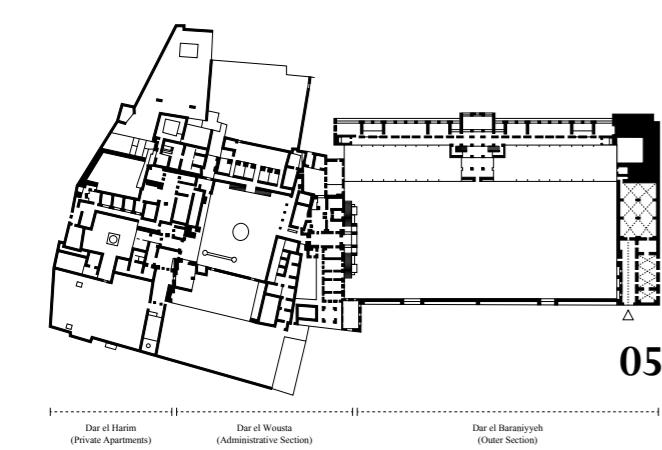 05
Dar el Harim
(Private Apartments)
Dar el Wousta
(Administrative Section)
Dar el Baraniyyeh
(Outer Section)